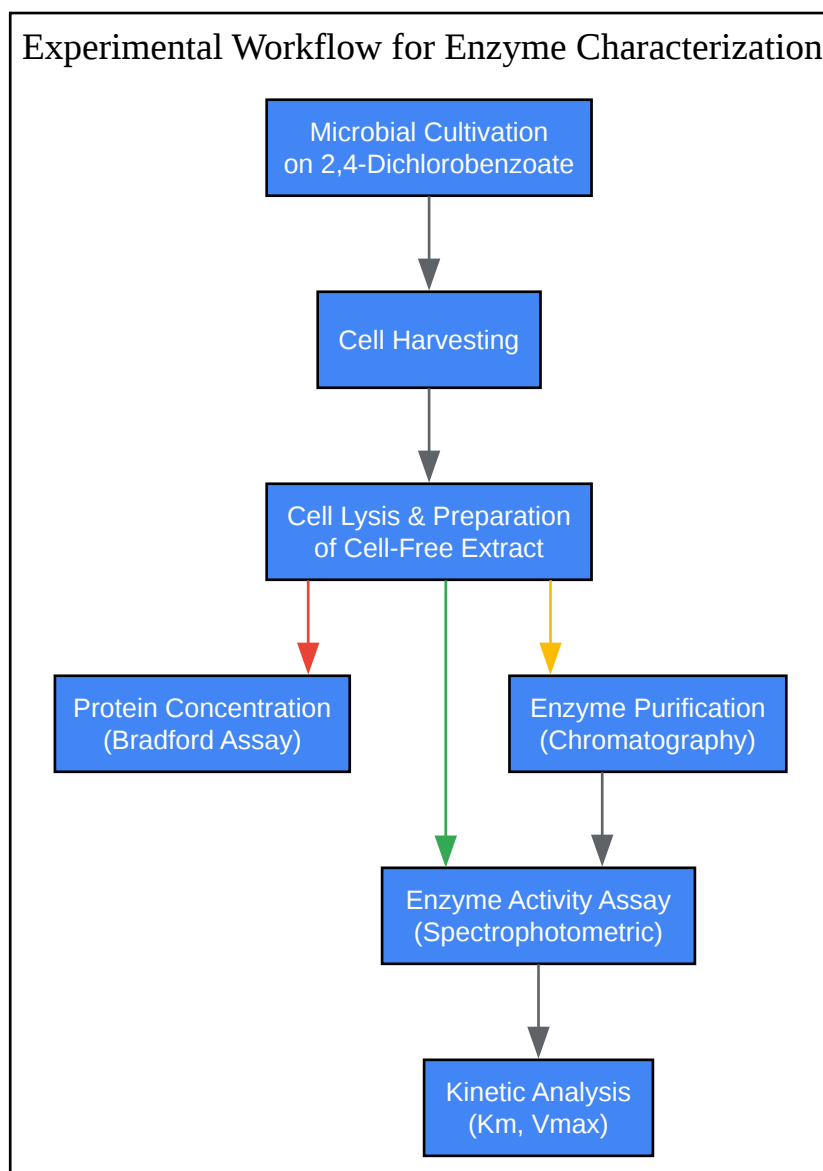 Experimental Workflow for Enzyme Characterization
Microbial Cultivation
on 2,4-Dichlorobenzoate
Cell Harvesting
Cell Lysis & Preparation
of Cell-Free Extract
Protein Concentration
(Bradford Assay)
Enzyme Purification
(Chromatography)
Enzyme Activity Assay
(Spectrophotometric)
Kinetic Analysis
(Km, Vmax)